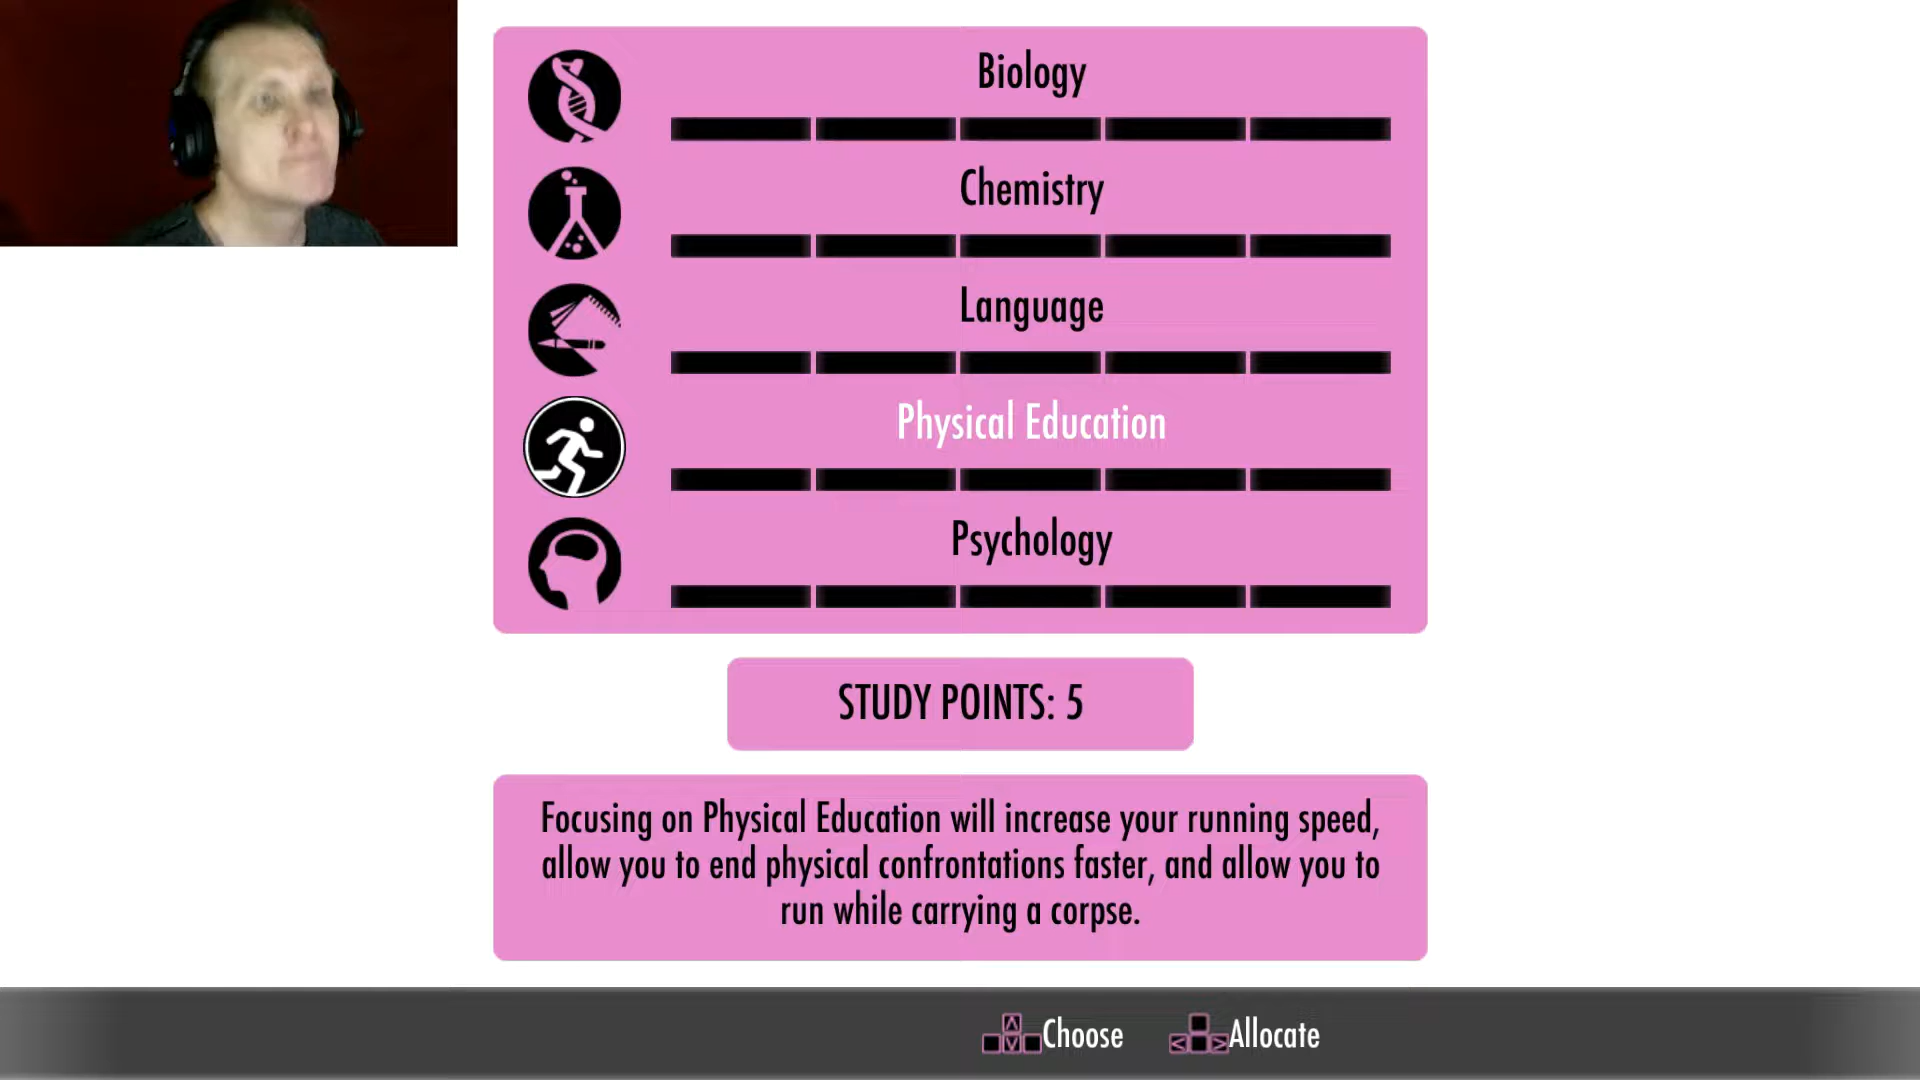 Biology
Chemistry
Language
Physical Education
Psychology
STUDY POINTS: 5
Focusing on Physical Education will increase your running speed,
allow you to end physical confrontations faster, and allow you to
run while carrying a corpse.
Choose Allocate